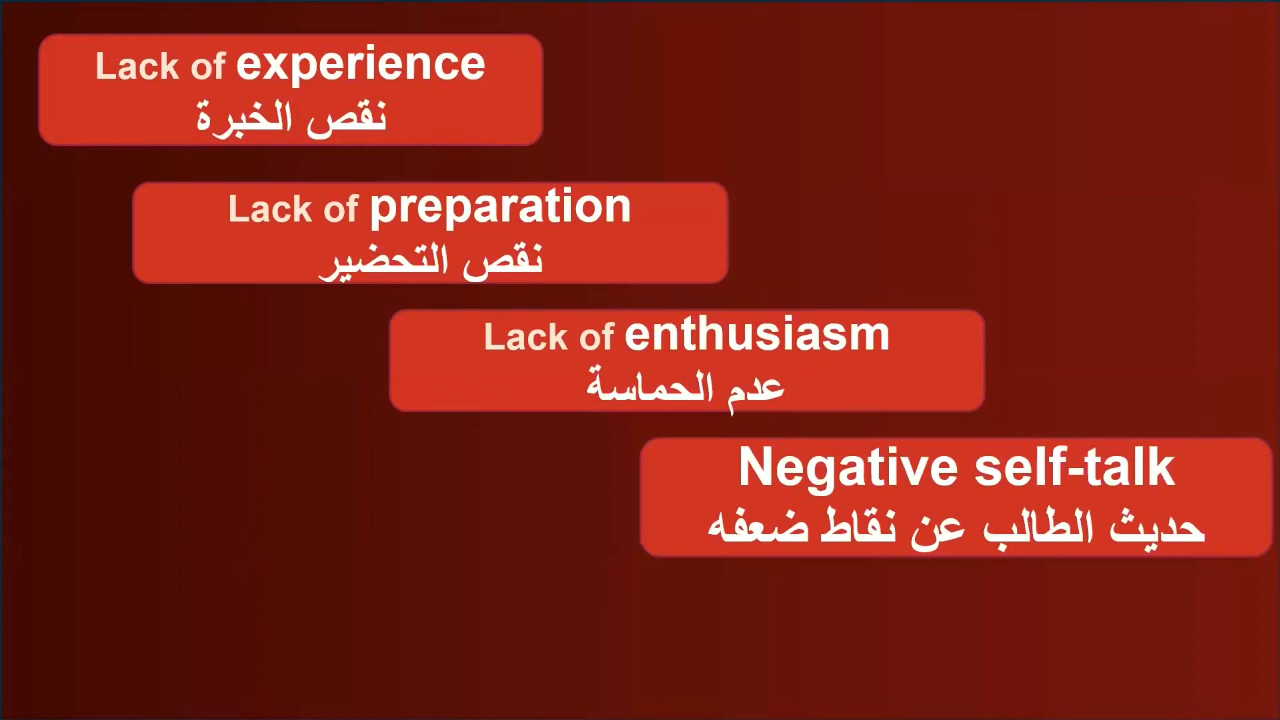 Lack of experience
نقص الخبرة
Lack of preparation
نقص التحضير
Lack of enthusiasm
عدم الحماسة
Negative self-talk
حديث الطالب عن نقاط ضعفه